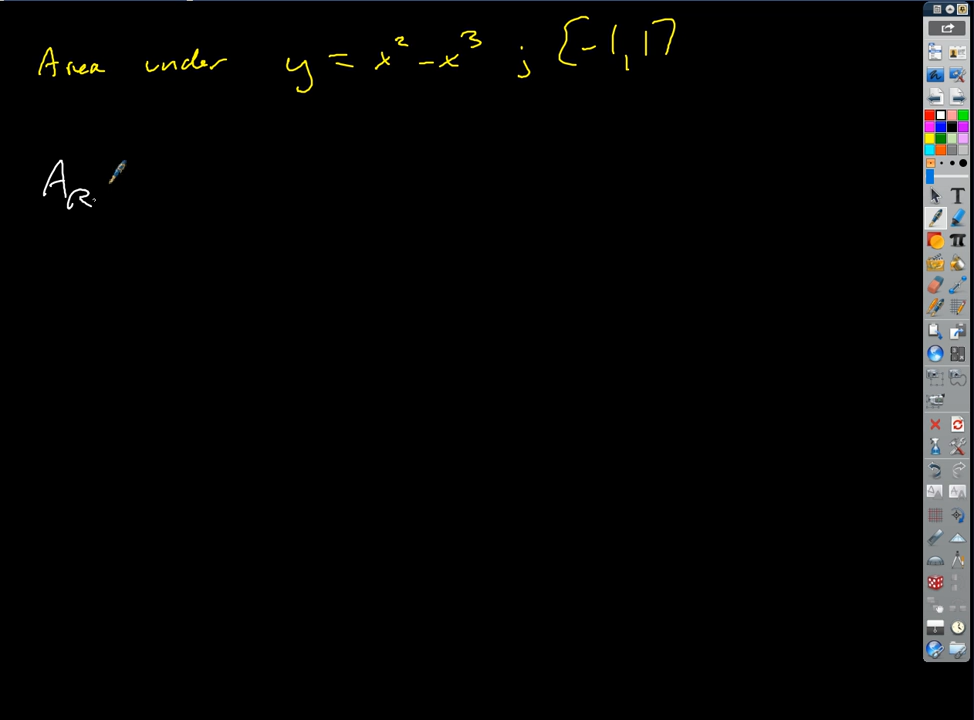 Area under y = x² - x³ ; [-1, 1]
A_R